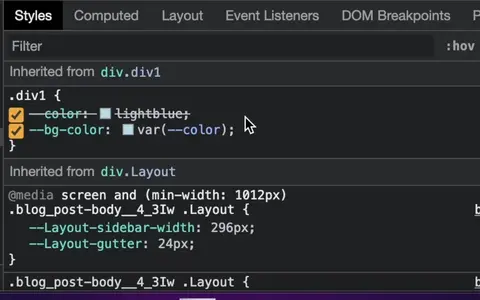 Styles Computed Layout Event Listeners DOM Breakpoints P
Filter :hov
Inherited from div.div1
.div1 {
--color: lightblue;
--bg-color: var(--color);
}
Inherited from div.Layout
@media screen and (min-width: 1012px)
.blog_post-body__4_3Iw .Layout { b
--Layout-sidebar-width: 296px;
--Layout-gutter: 24px;
}
.blog_post-body__4_3Iw .Layout { b